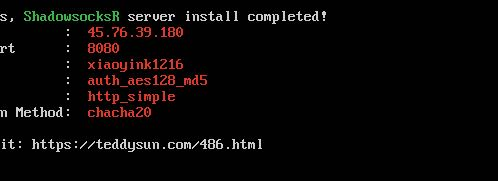 s, ShadowsocksR server install completed!
: 45.76.39.180
rt : 8080
: xiaoyink1216
: auth_aes128_md5
: http_simple
n Method: chacha20
it: https://teddysun.com/486.html